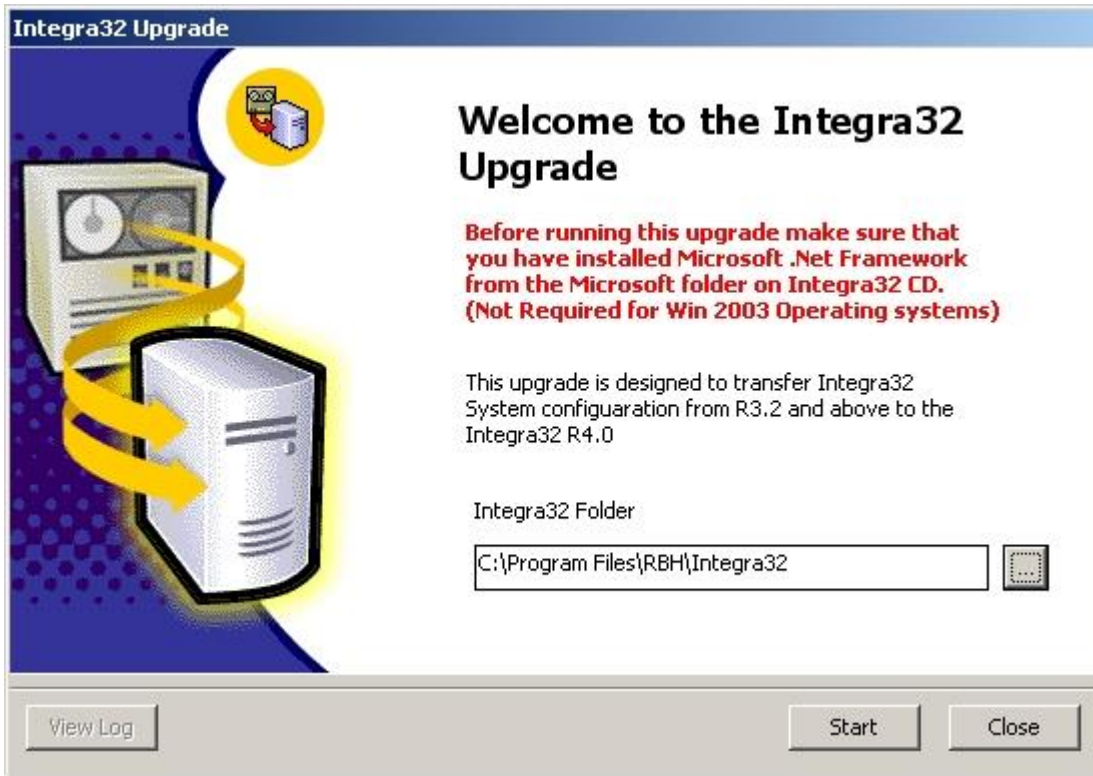 Integra32 Upgrade
Welcome to the Integra32
Upgrade
Before running this upgrade make sure that
you have installed Microsoft .Net Framework
from the Microsoft folder on Integra32 CD.
(Not Required for Win 2003 Operating systems)
This upgrade is designed to transfer Integra32
System configuaration from R3.2 and above to the
Integra32 R4.0
Integra32 Folder
C:\Program Files\RBH\Integra32
...
View Log
Start
Close